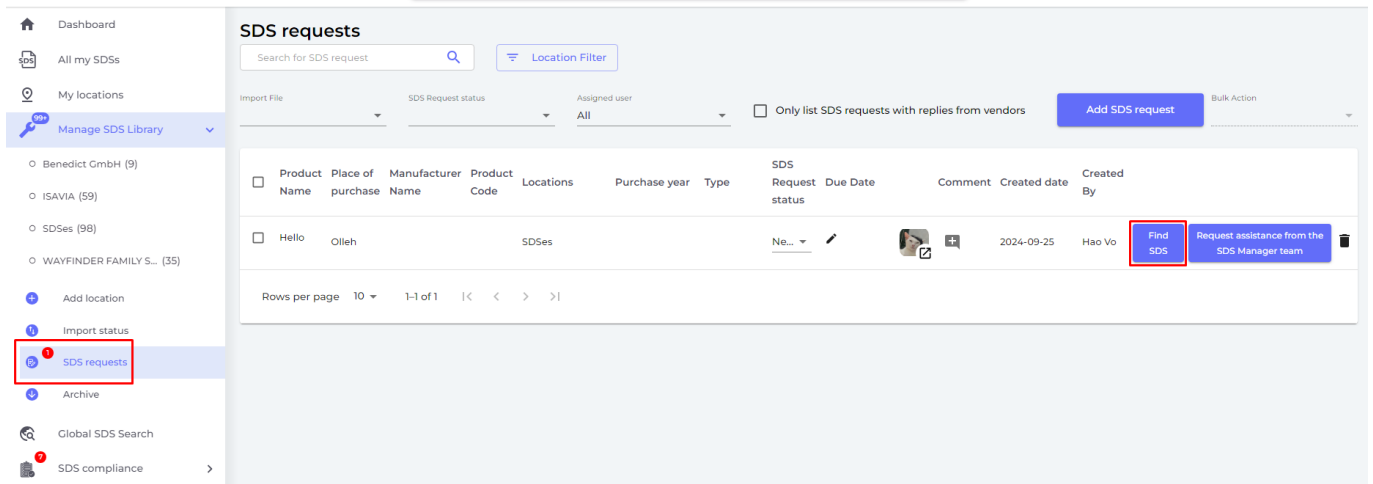 Dashboard
SDS
All my SDSs
My locations
99+
Manage SDS Library
Benedict GmbH (9)
ISAVIA (59)
SDSes (98)
WAYFINDER FAMILY S... (35)
Add location
Import status
1
SDS requests
Archive
Global SDS Search
7
SDS compliance
SDS requests
Search for SDS request
Location Filter
Import File
SDS Request status
Assigned user
All
Only list SDS requests with replies from vendors
Add SDS request
Bulk Action
Product Name
Place of purchase
Manufacturer Name
Product Code
Locations
Purchase year
Type
SDS Request status
Due Date
Comment
Created date
Created By
Hello
Olleh
SDSes
Ne...
2024-09-25
Hao Vo
Find SDS
Request assistance from the SDS Manager team
Rows per page
10
1–1 of 1